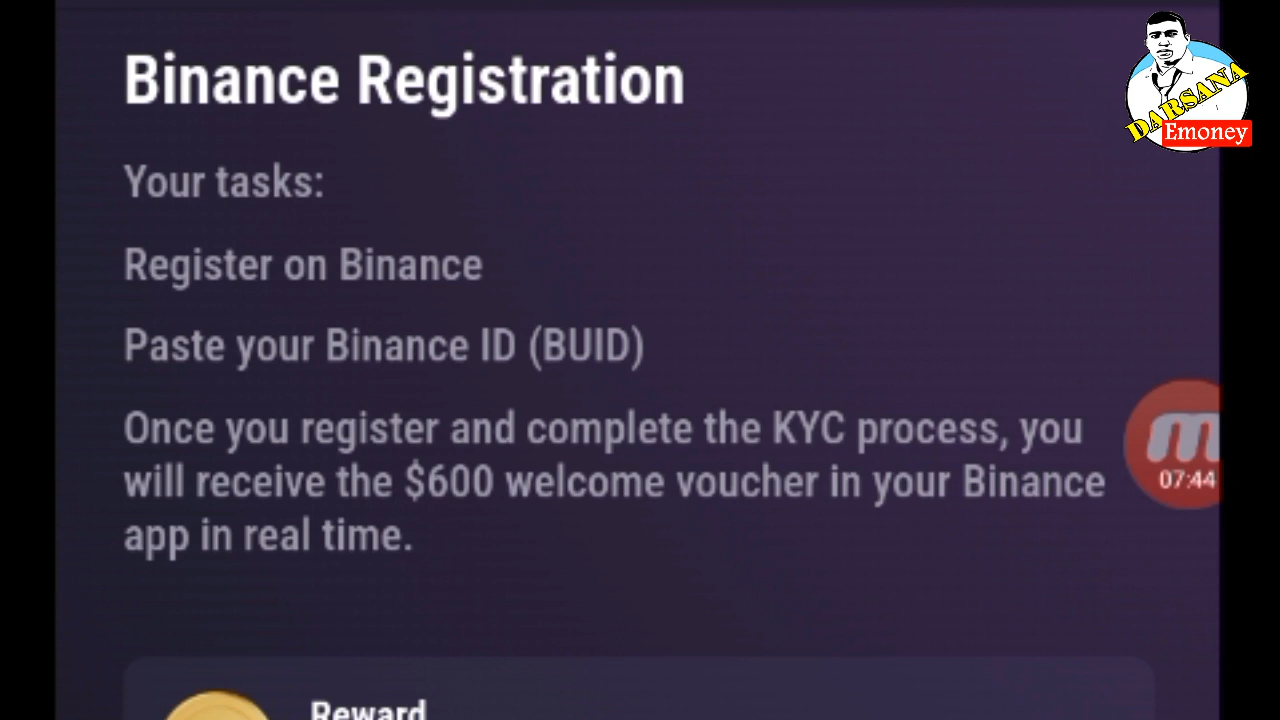 Binance Registration
Your tasks:
Register on Binance
Paste your Binance ID (BUID)
Once you register and complete the KYC process, you
will receive the $600 welcome voucher in your Binance
app in real time.
Reward
DARSANA
Emoney
m
07:44